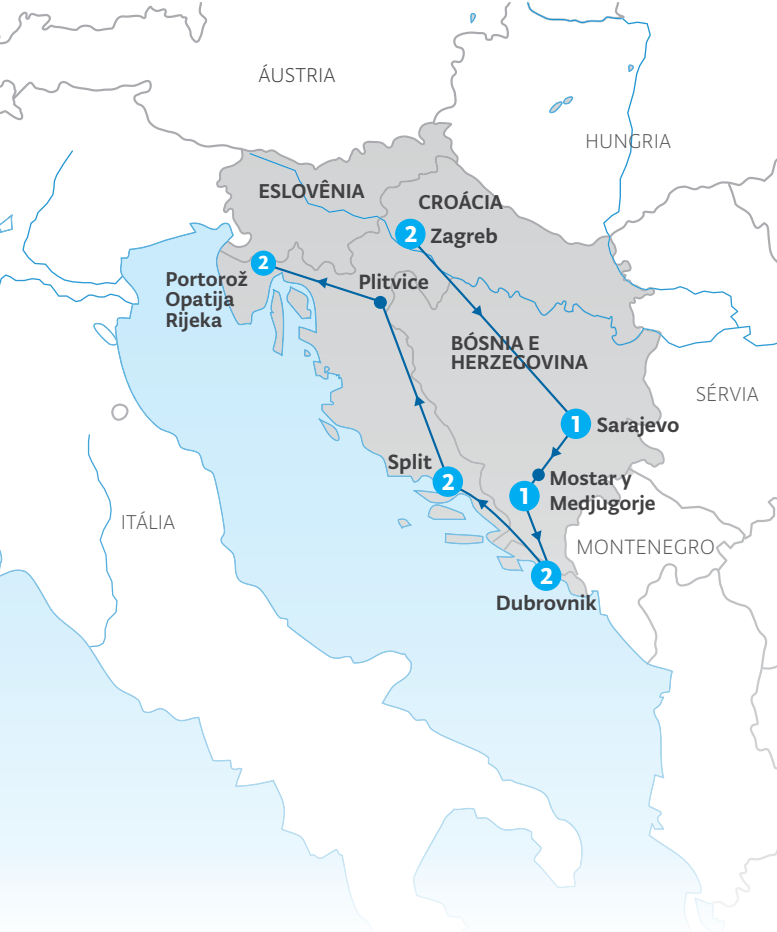 ÁUSTRIA
HUNGRIA
ESLOVÊNIA
CROÁCIA
2 Zagreb
2
Portorož
Opatija
Rijeka
Plitvice
BÓSNIA E
HERZEGOVINA
SÉRVIA
1 Sarajevo
Split
2
Mostar y
Medjugorje
1
ITÁLIA
MONTENEGRO
2
Dubrovnik